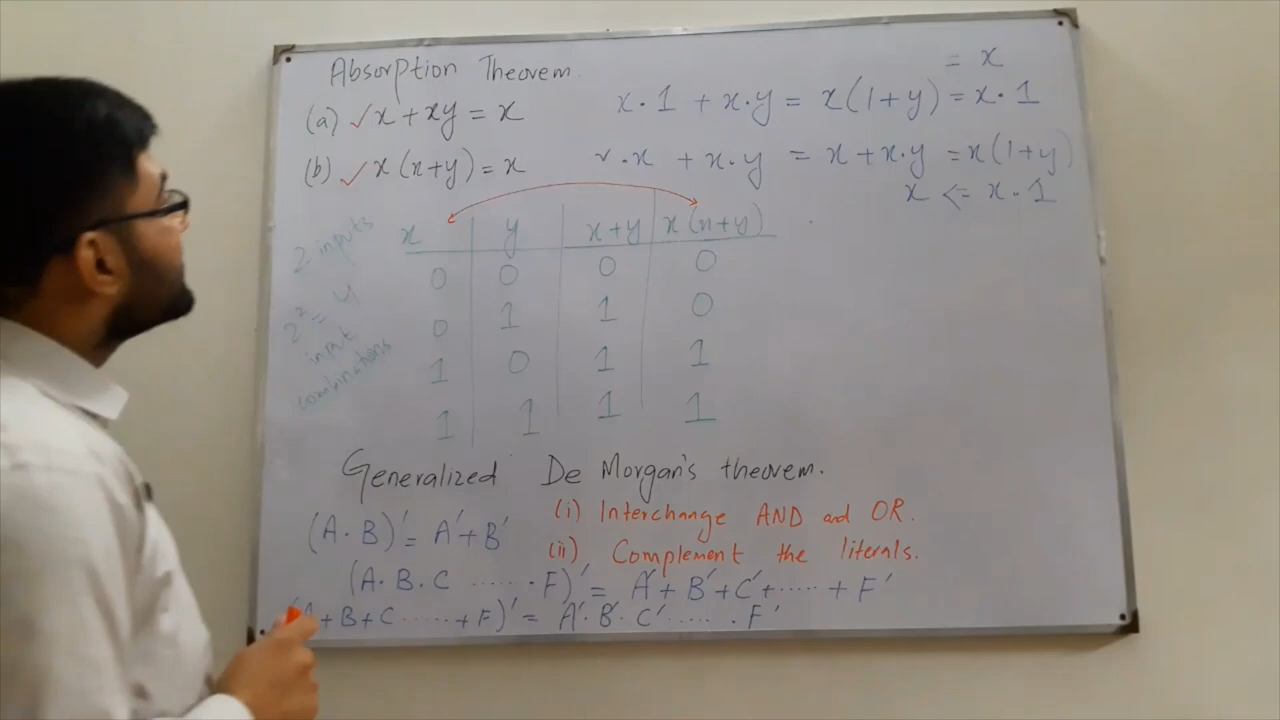 Absorption Theorem.
= x
(a) ✓ x + xy = x
x · 1 + x · y = x(1+y) = x · 1
(b) ✓ x (x+y) = x
x · x + x · y = x + x · y = x(1+y)
x <= x · 1
2 inputs
2² = 4
input
combinations
x y x+y x(x+y)
0 0 0 0
0 1 1 0
1 0 1 1
1 1 1 1
Generalized De Morgan's theorem.
(A · B)' = A' + B'
(i) Interchange AND and OR.
(ii) Complement the literals.
(A · B · C ...... · F)' = A' + B' + C' + ..... + F'
(A + B + C ...... + F)' = A' · B' · C' ..... · F'